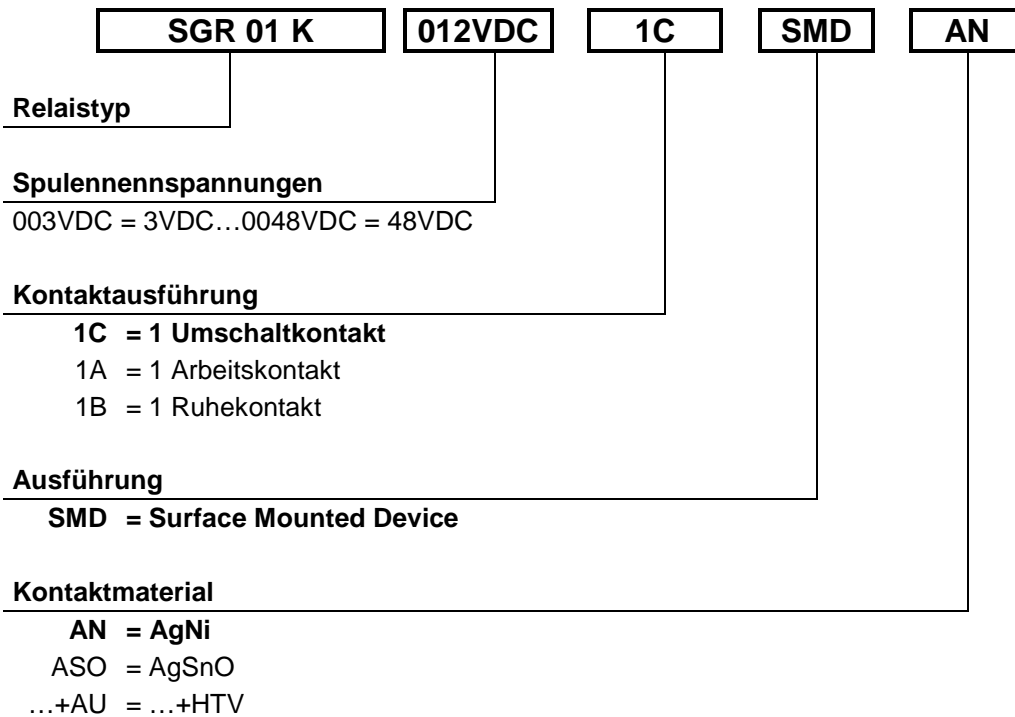 SGR 01 K 012VDC 1C SMD AN
Relaistyp
Spulennennspannungen
003VDC = 3VDC…0048VDC = 48VDC
Kontaktausführung
1C = 1 Umschaltkontakt
1A = 1 Arbeitskontakt
1B = 1 Ruhekontakt
Ausführung
SMD = Surface Mounted Device
Kontaktmaterial
AN = AgNi
ASO = AgSnO
…+AU = …+HTV